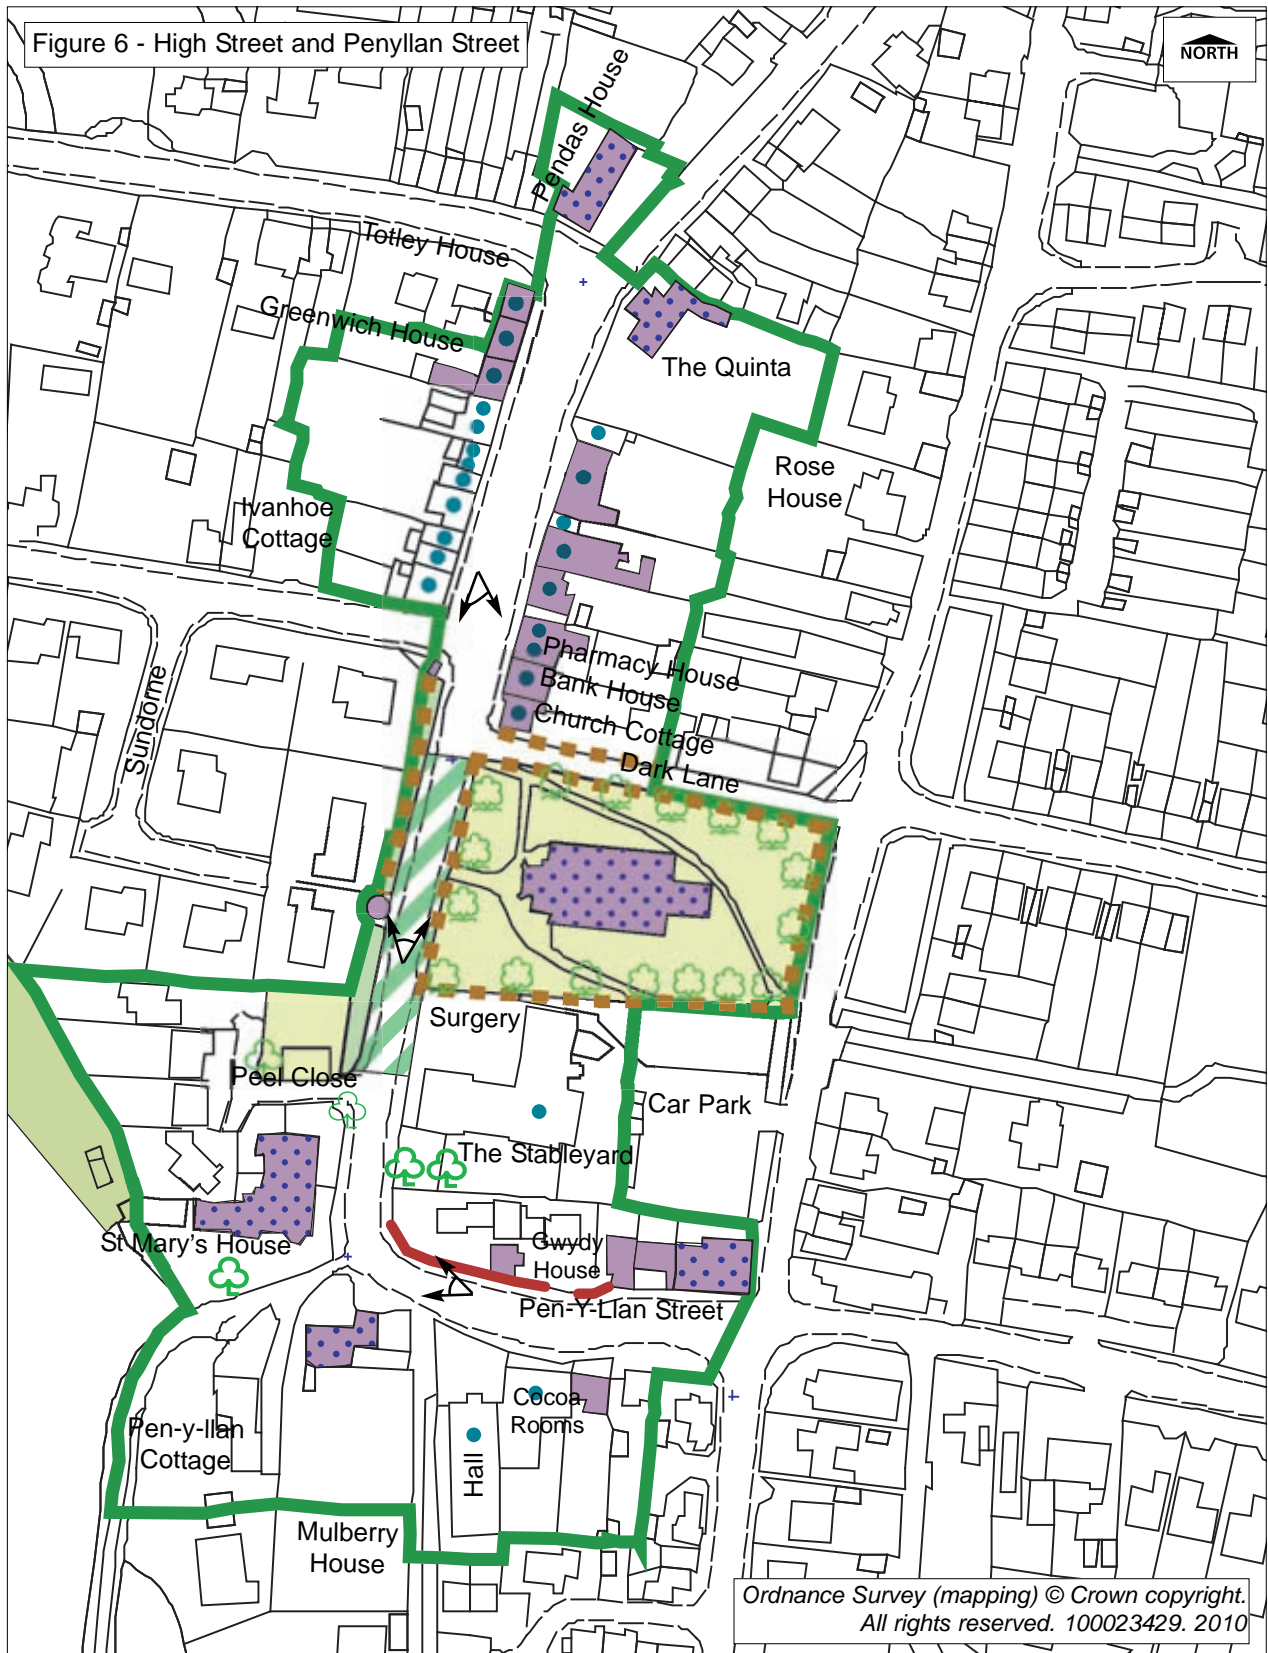 Figure 6 - High Street and Penyllan Street
NORTH
Pendas House
Totley House
Greenwich House
The Quinta
Rose
House
Ivanhoe
Cottage
Sundorne
Pharmacy House
Bank House
Church Cottage
Dark Lane
Surgery
Peel Close
Car Park
The Stableyard
St Mary's House
Gwydy
House
Pen-Y-Llan Street
Cocoa
Rooms
Pen-y-llan
Cottage
Hall
Mulberry
House
Ordnance Survey (mapping) © Crown copyright.
All rights reserved. 100023429. 2010